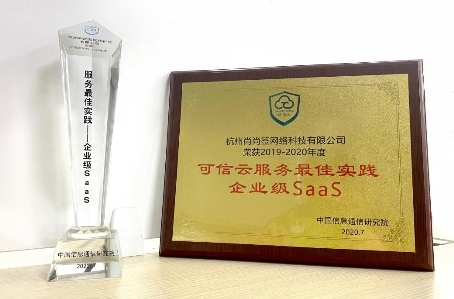 服务最佳实践——企业级SaaS
中国信息通信研究院
杭州尚尚签网络科技有限公司
荣获2019-2020年度
可信云服务最佳实践
企业级SaaS
中国信息通信研究院
2020.7